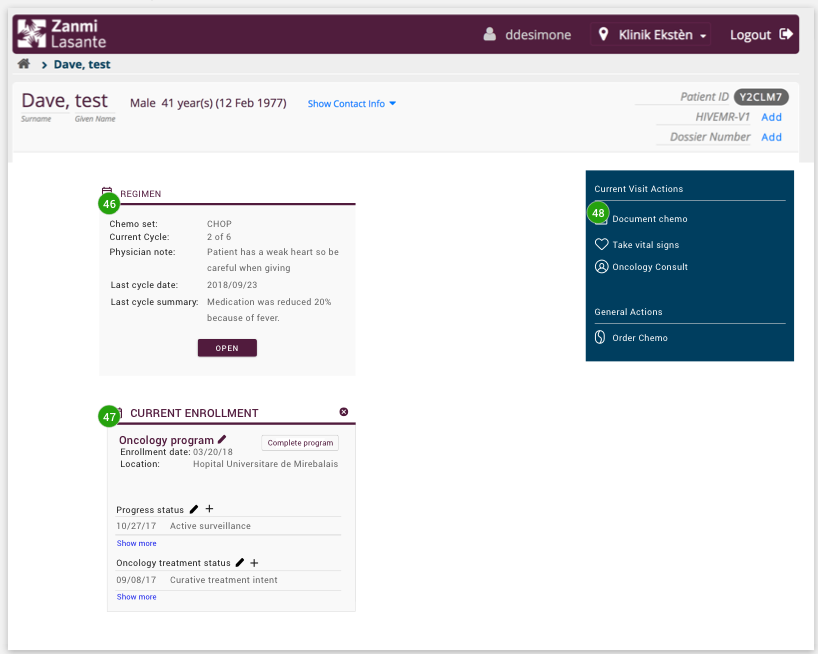 Zanmi
Lasante
ddesimone
Klinik Ekstèn
Logout
Dave, test
Dave, test
Surname Given Name
Male 41 year(s) (12 Feb 1977)
Show Contact Info
Patient ID Y2CLM7
HIVEMR-V1 Add
Dossier Number Add
46
REGIMEN
Chemo set: CHOP
Current Cycle: 2 of 6
Physician note: Patient has a weak heart so be
careful when giving
Last cycle date: 2018/09/23
Last cycle summary: Medication was reduced 20%
because of fever.
OPEN
47
CURRENT ENROLLMENT
Oncology program
Complete program
Enrollment date: 03/20/18
Location: Hopital Universitare de Mirebalais
Progress status
10/27/17 Active surveillance
Show more
Oncology treatment status
09/08/17 Curative treatment intent
Show more
Current Visit Actions
48
Document chemo
Take vital signs
Oncology Consult
General Actions
Order Chemo